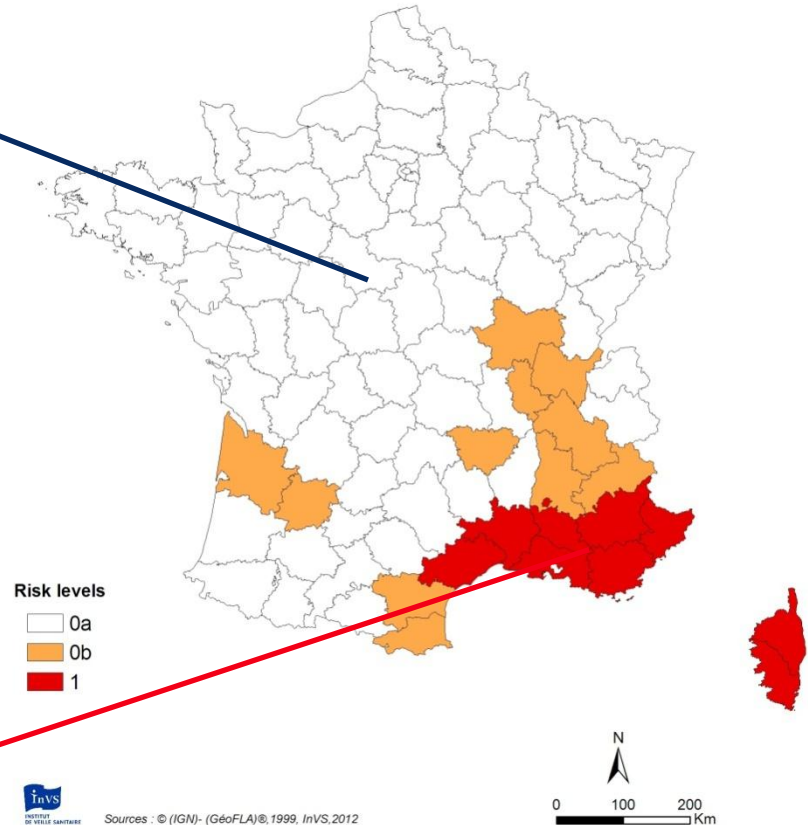 Risk levels
0a
0b
1
N
0 100 200
Km
InVS
INSTITUT
DE VEILLE SANITAIRE
Sources : © (IGN)- (GéoFLA)®,1999, InVS,2012